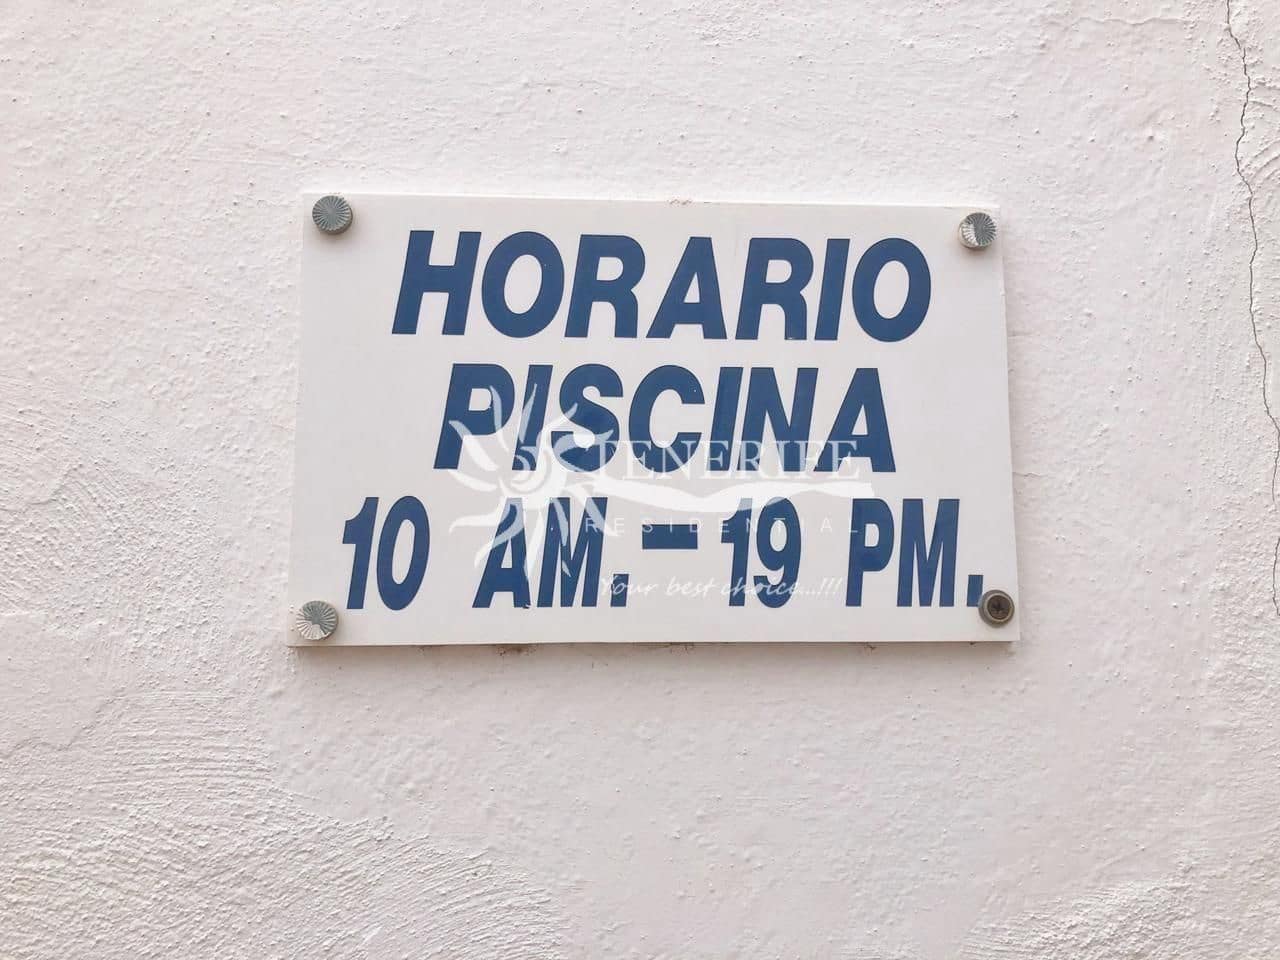 HORARIO
PISCINA
10 AM. - 19 PM.
TENERIFE
RESIDENTIAL
Your best choice...!!!